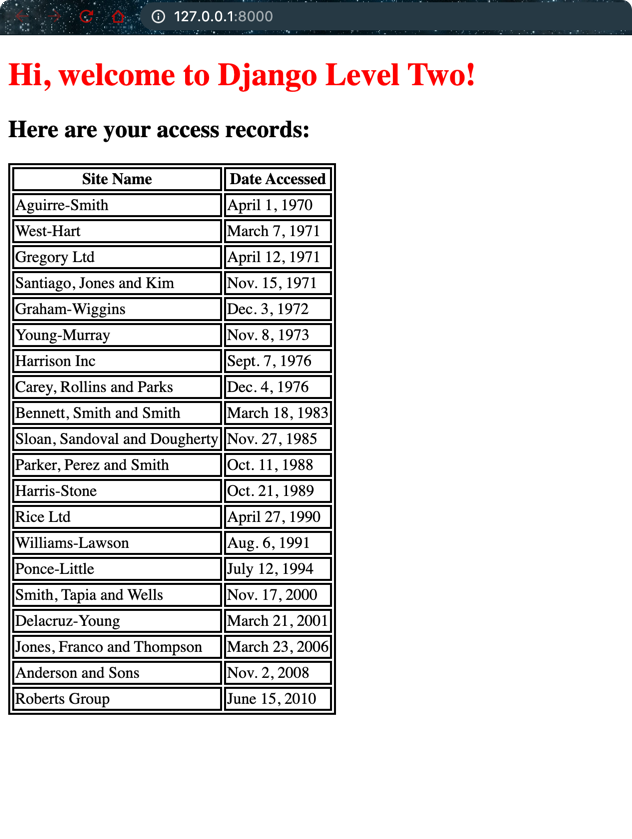 127.0.0.1:8000
Hi, welcome to Django Level Two!
Here are your access records:
Site Name Date Accessed
Aguirre-Smith April 1, 1970
West-Hart March 7, 1971
Gregory Ltd April 12, 1971
Santiago, Jones and Kim Nov. 15, 1971
Graham-Wiggins Dec. 3, 1972
Young-Murray Nov. 8, 1973
Harrison Inc Sept. 7, 1976
Carey, Rollins and Parks Dec. 4, 1976
Bennett, Smith and Smith March 18, 1983
Sloan, Sandoval and Dougherty Nov. 27, 1985
Parker, Perez and Smith Oct. 11, 1988
Harris-Stone Oct. 21, 1989
Rice Ltd April 27, 1990
Williams-Lawson Aug. 6, 1991
Ponce-Little July 12, 1994
Smith, Tapia and Wells Nov. 17, 2000
Delacruz-Young March 21, 2001
Jones, Franco and Thompson March 23, 2006
Anderson and Sons Nov. 2, 2008
Roberts Group June 15, 2010